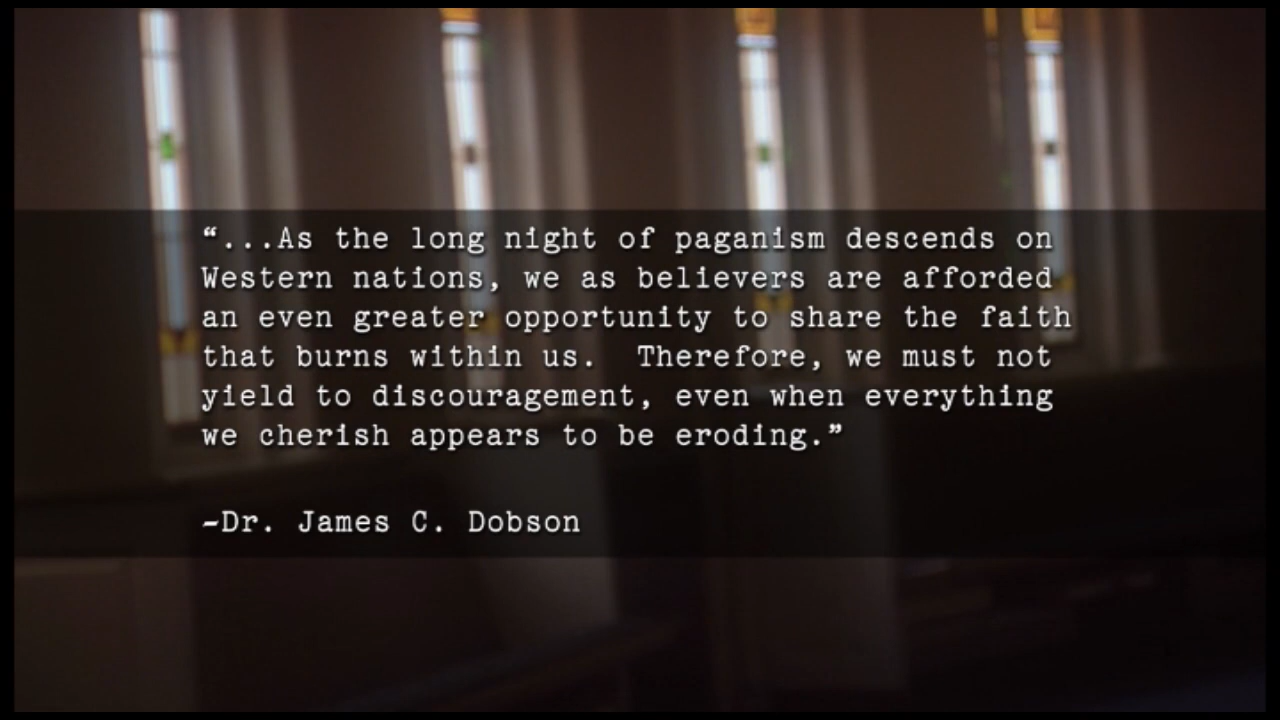 “...As the long night of paganism descends on
Western nations, we as believers are afforded
an even greater opportunity to share the faith
that burns within us.  Therefore, we must not
yield to discouragement, even when everything
we cherish appears to be eroding.”
-Dr. James C. Dobson